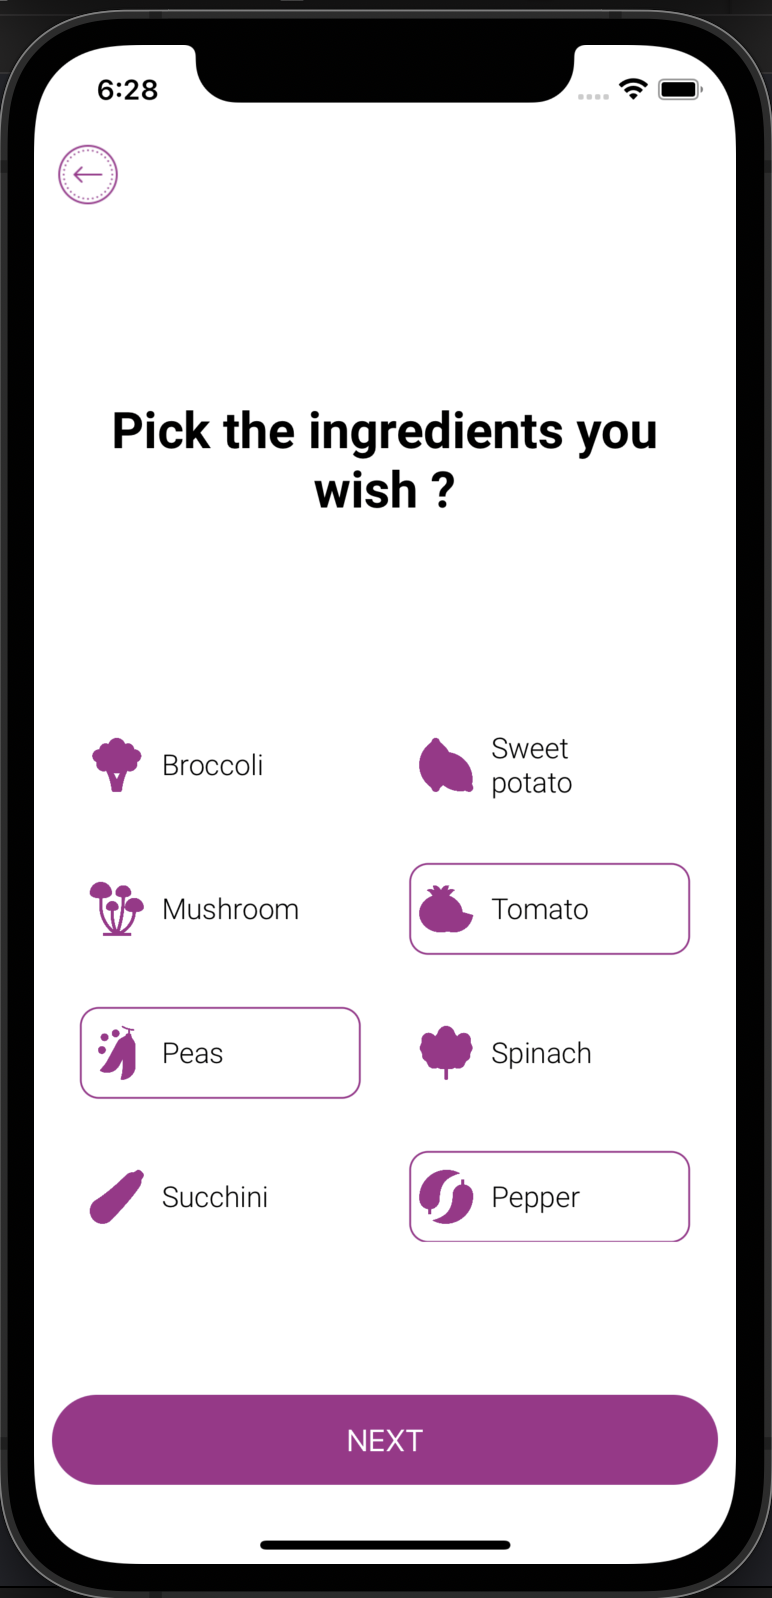 6:28
Pick the ingredients you
wish ?
Broccoli
Sweet
potato
Mushroom
Tomato
Peas
Spinach
Succhini
Pepper
NEXT